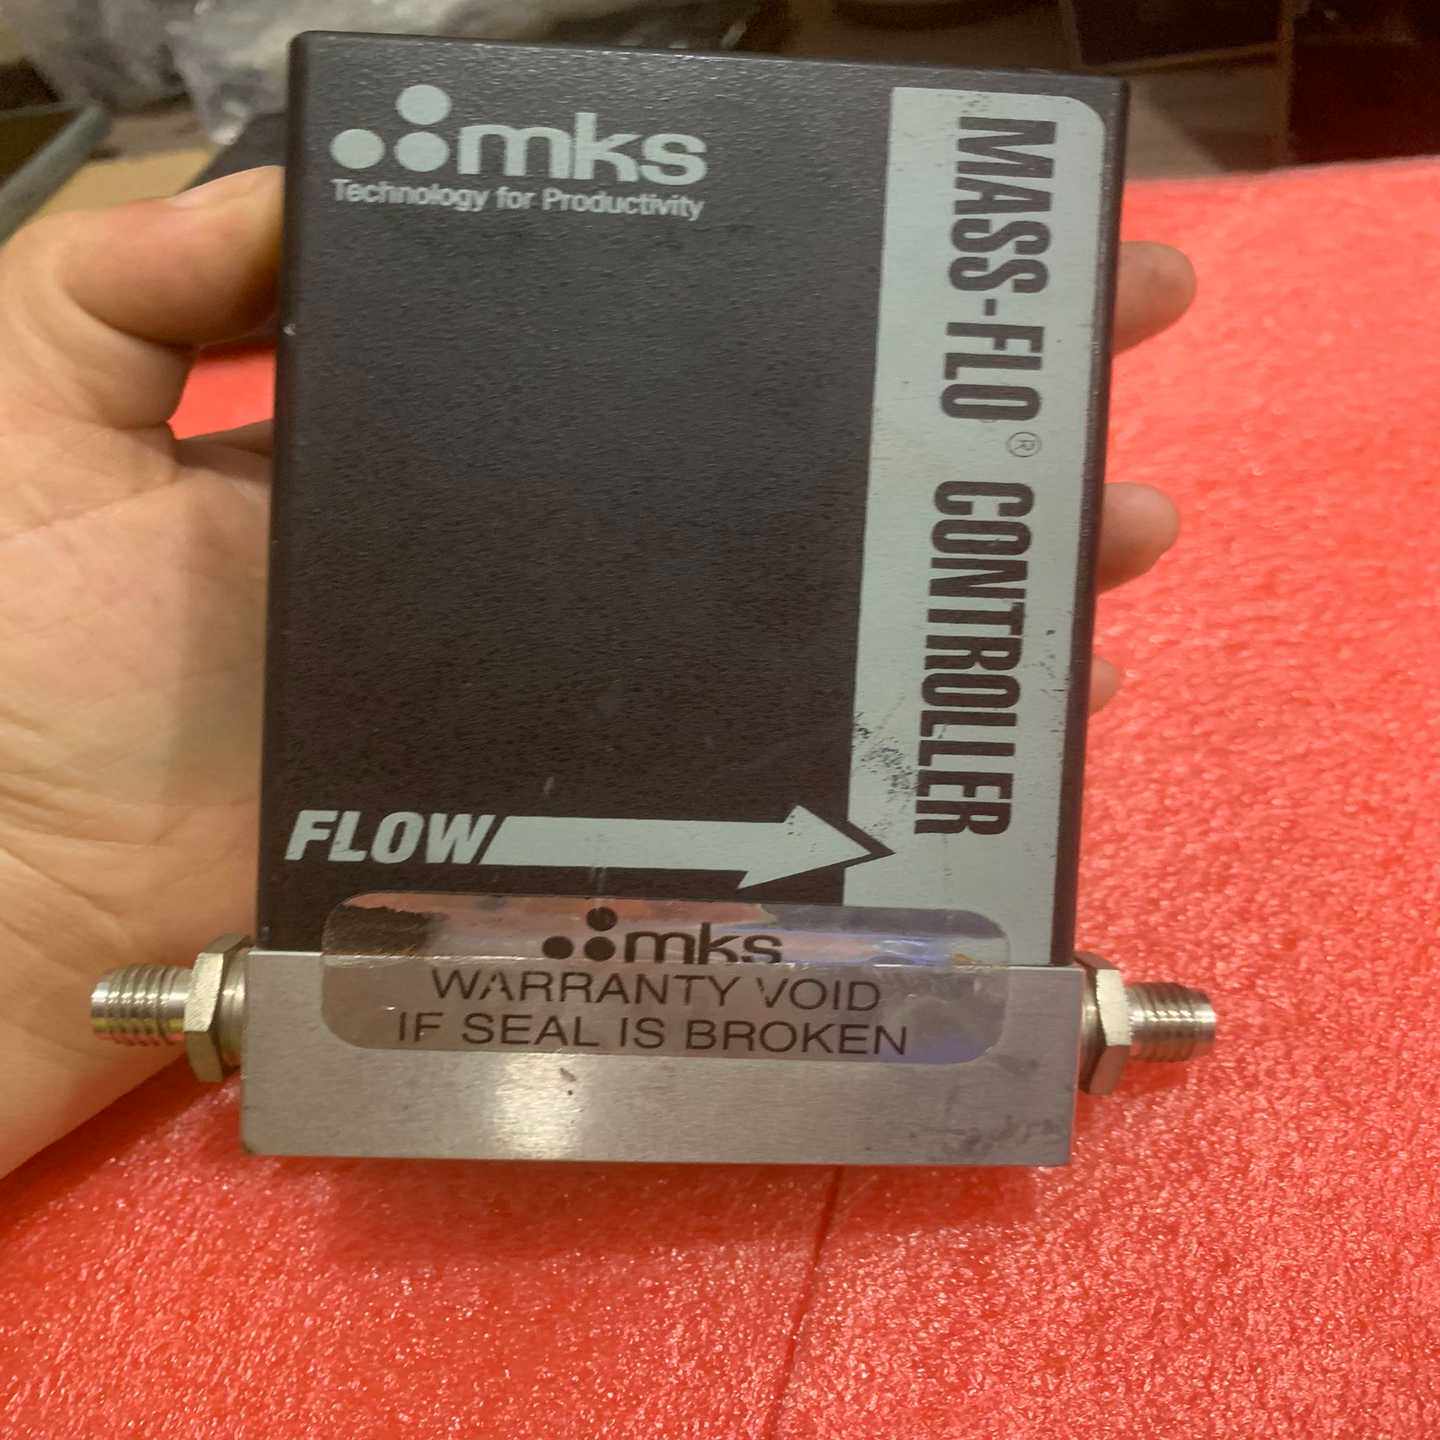 mks
Technology for Productivity
MASS-FLO® CONTROLLER
FLOW
mks
WARRANTY VOID
IF SEAL IS BROKEN